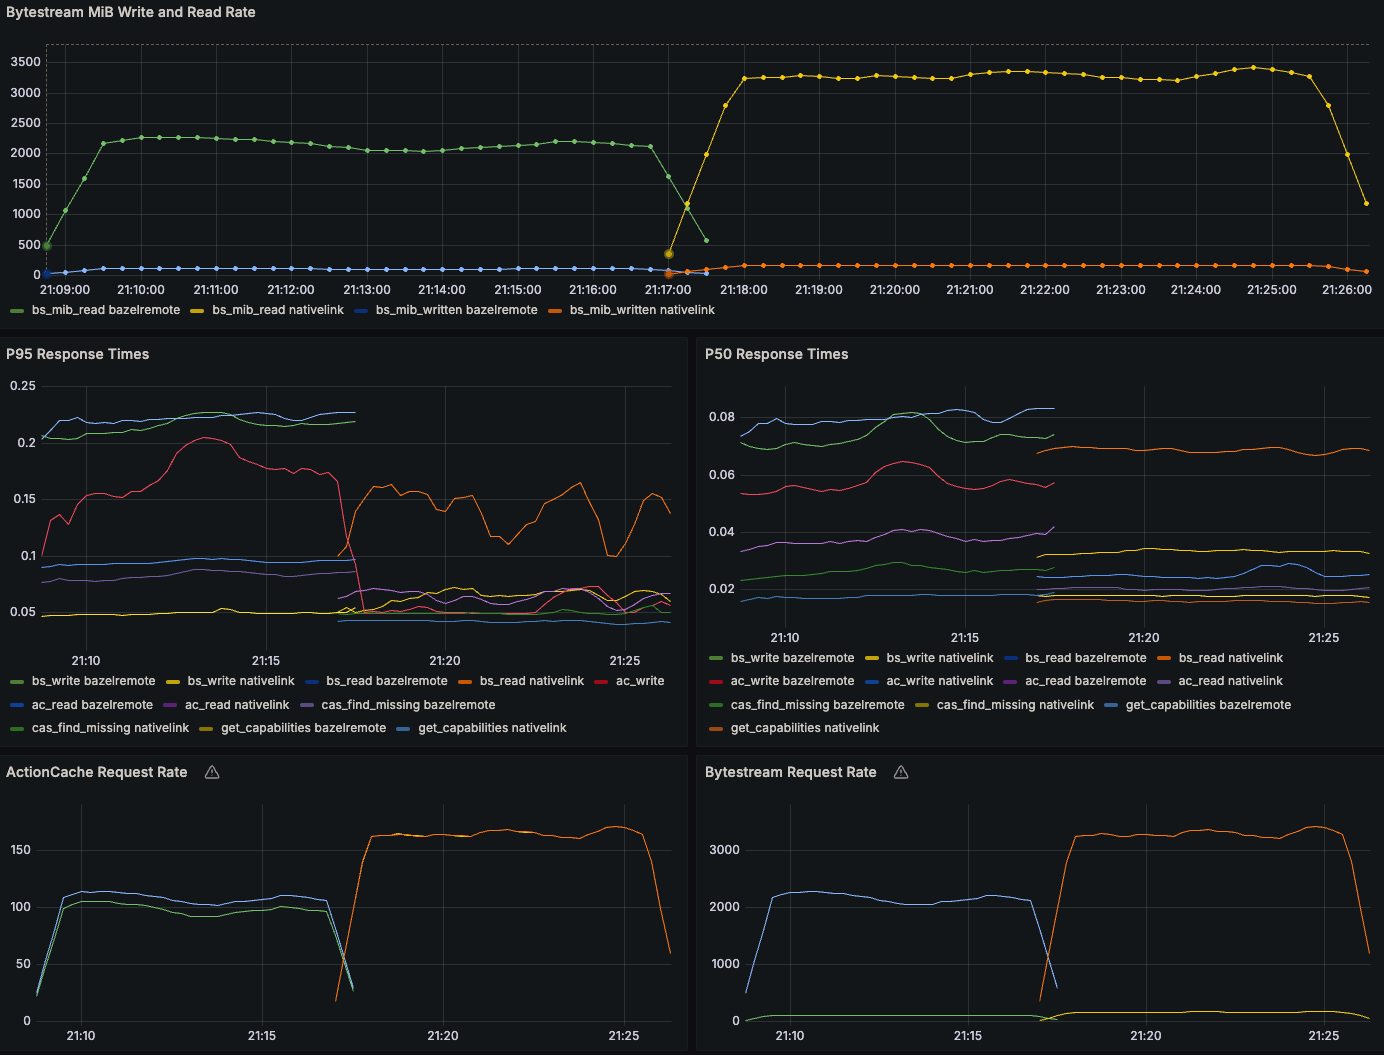 Bytestream MiB Write and Read Rate
3500
3000
2500
2000
1500
1000
500
0
21:09:00 21:10:00 21:11:00 21:12:00 21:13:00 21:14:00 21:15:00 21:16:00 21:17:00 21:18:00 21:19:00 21:20:00 21:21:00 21:22:00 21:23:00 21:24:00 21:25:00 21:26:00
bs_mib_read bazelremote bs_mib_read nativelink bs_mib_written bazelremote bs_mib_written nativelink
P95 Response Times
0.25
0.2
0.15
0.1
0.05
21:10 21:15 21:20 21:25
bs_write bazelremote bs_write nativelink bs_read bazelremote bs_read nativelink ac_write
ac_read bazelremote ac_read nativelink cas_find_missing bazelremote
cas_find_missing nativelink get_capabilities bazelremote get_capabilities nativelink
P50 Response Times
0.08
0.06
0.04
0.02
21:10 21:15 21:20 21:25
bs_write bazelremote bs_write nativelink bs_read bazelremote bs_read nativelink
ac_write bazelremote ac_write nativelink ac_read bazelremote ac_read nativelink
cas_find_missing bazelremote cas_find_missing nativelink get_capabilities bazelremote
get_capabilities nativelink
ActionCache Request Rate
150
100
50
0
21:10 21:15 21:20 21:25
Bytestream Request Rate
3000
2000
1000
0
21:10 21:15 21:20 21:25